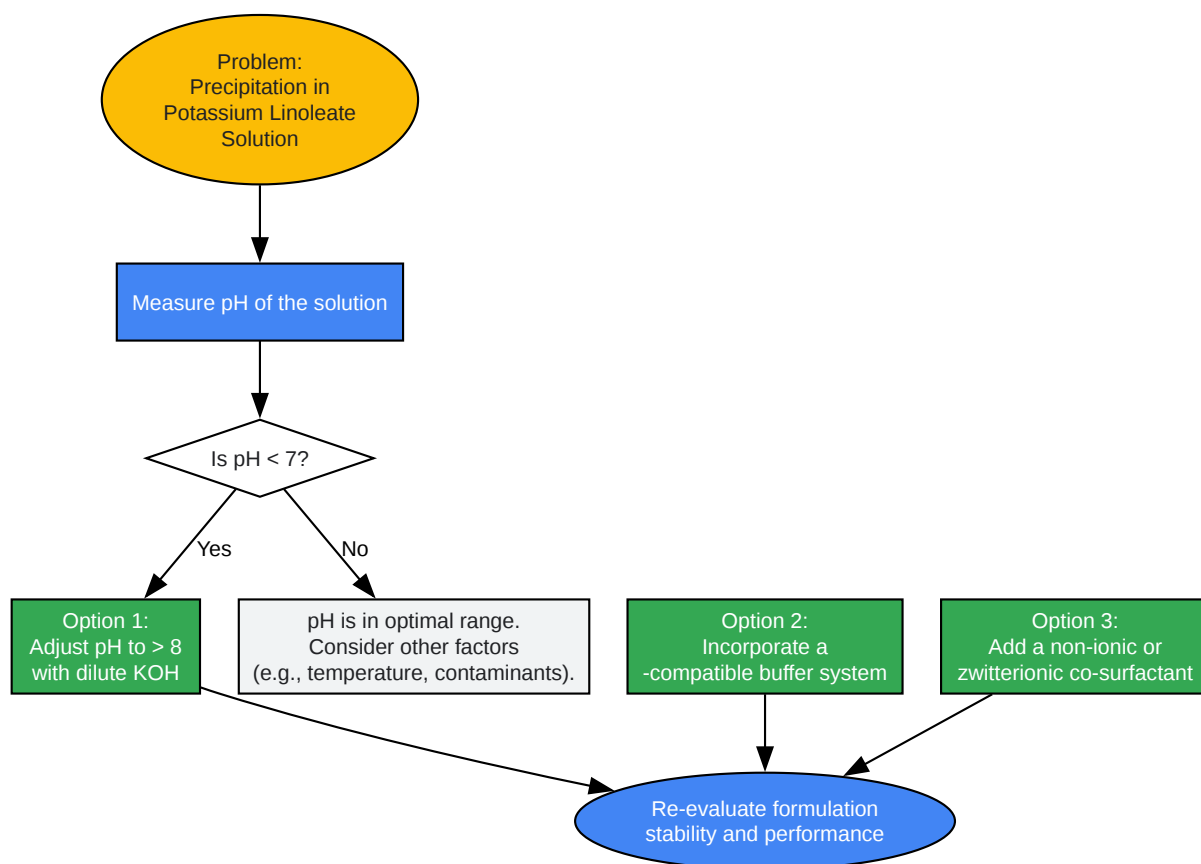 Problem:
Precipitation in
Potassium Linoleate
Solution
Measure pH of the solution
Is pH < 7?
Yes
No
Option 1:
Adjust pH to > 8
with dilute KOH
pH is in optimal range.
Consider other factors
(e.g., temperature, contaminants).
Option 2:
Incorporate a
-compatible buffer system
Option 3:
Add a non-ionic or
zwitterionic co-surfactant
Re-evaluate formulation
stability and performance